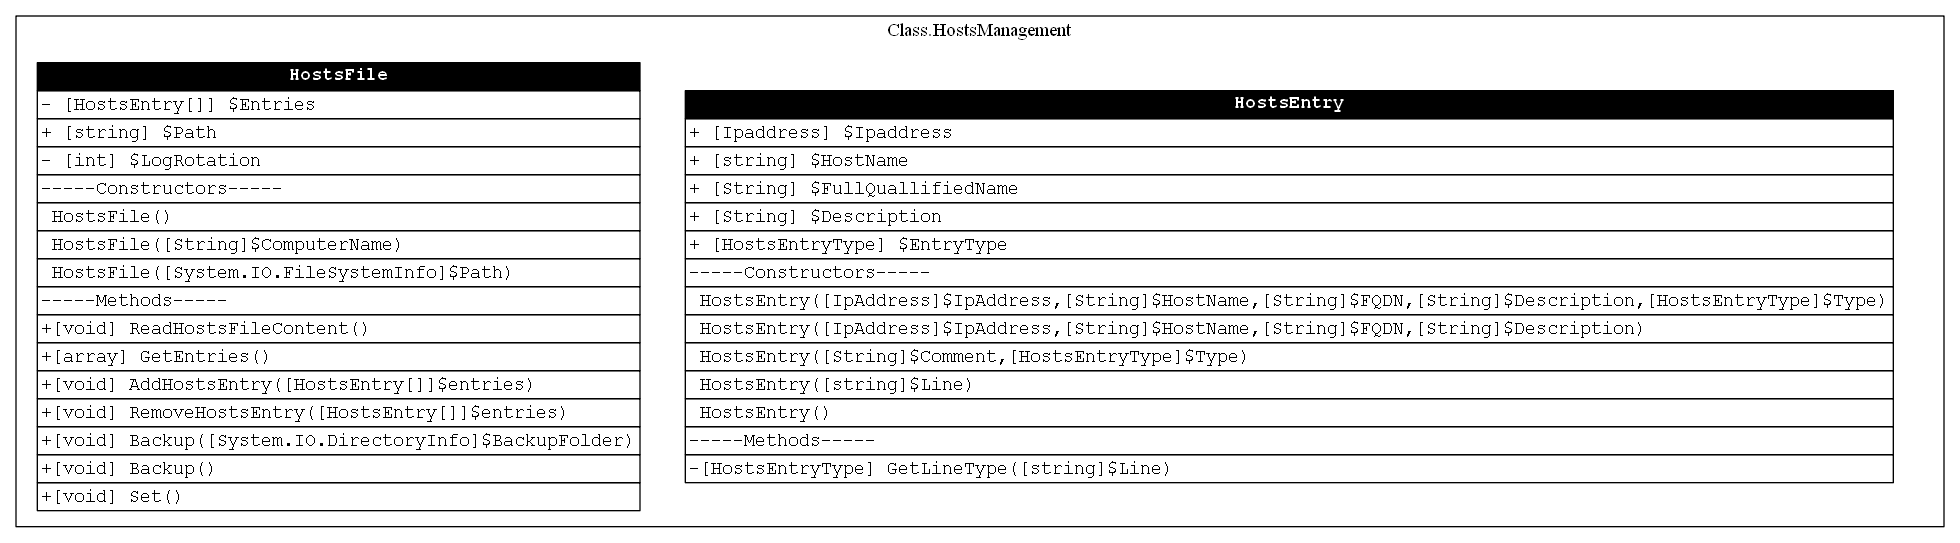 Class.HostsManagement
HostsFile
- [HostsEntry[]] $Entries
+ [string] $Path
- [int] $LogRotation
-----Constructors-----
HostsFile()
HostsFile([String]$ComputerName)
HostsFile([System.IO.FileSystemInfo]$Path)
-----Methods-----
+[void] ReadHostsFileContent()
+[array] GetEntries()
+[void] AddHostsEntry([HostsEntry[]]$entries)
+[void] RemoveHostsEntry([HostsEntry[]]$entries)
+[void] Backup([System.IO.DirectoryInfo]$BackupFolder)
+[void] Backup()
+[void] Set()
HostsEntry
+ [Ipaddress] $Ipaddress
+ [string] $HostName
+ [String] $FullQuallifiedName
+ [String] $Description
+ [HostsEntryType] $EntryType
-----Constructors-----
HostsEntry([IpAddress]$IpAddress,[String]$HostName,[String]$FQDN,[String]$Description,[HostsEntryType]$Type)
HostsEntry([IpAddress]$IpAddress,[String]$HostName,[String]$FQDN,[String]$Description)
HostsEntry([String]$Comment,[HostsEntryType]$Type)
HostsEntry([string]$Line)
HostsEntry()
-----Methods-----
-[HostsEntryType] GetLineType([string]$Line)